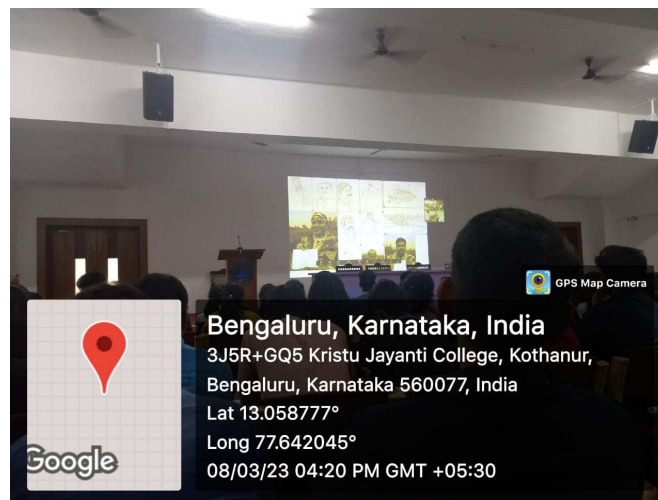 GPS Map Camera
Bengaluru, Karnataka, India
3J5R+GQ5 Kristu Jayanti College, Kothanur,
Bengaluru, Karnataka 560077, India
Lat 13.058777°
Long 77.642045°
08/03/23 04:20 PM GMT +05:30
Google